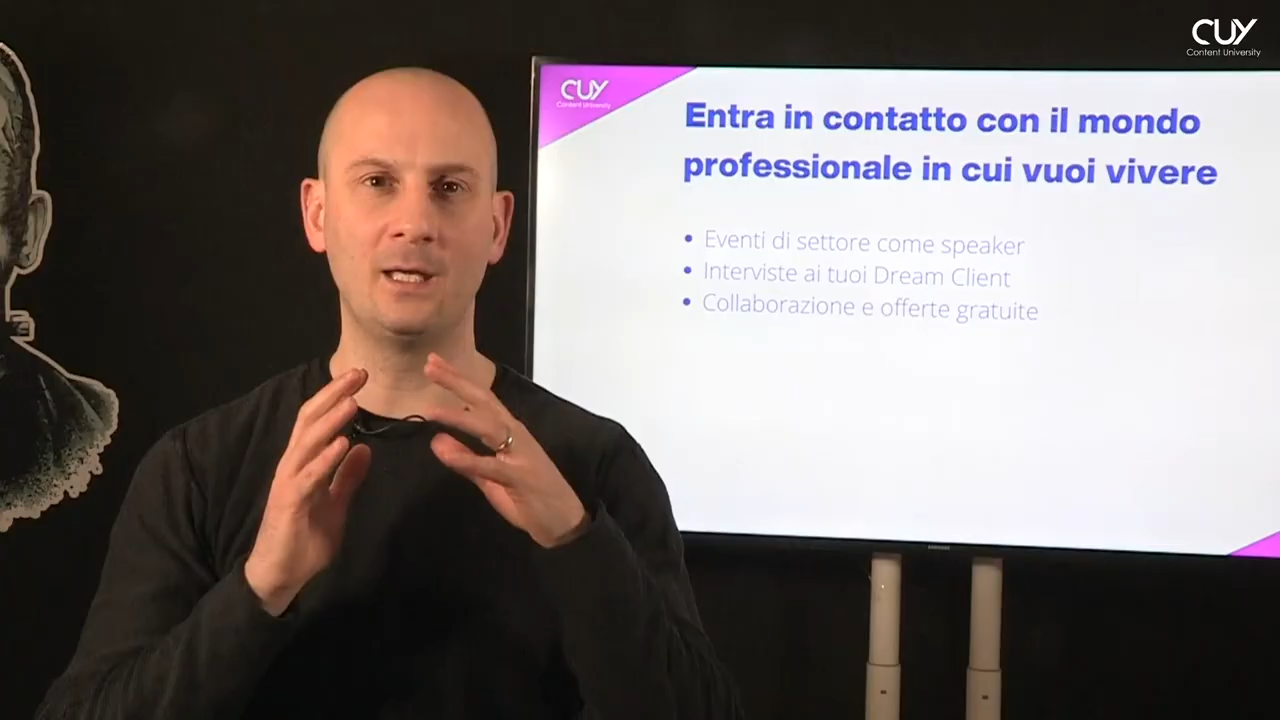 CUY
Content University
CUY
Content University
Entra in contatto con il mondo
professionale in cui vuoi vivere
• Eventi di settore come speaker
• Interviste ai tuoi Dream Client
• Collaborazione e offerte gratuite
SAMSUNG